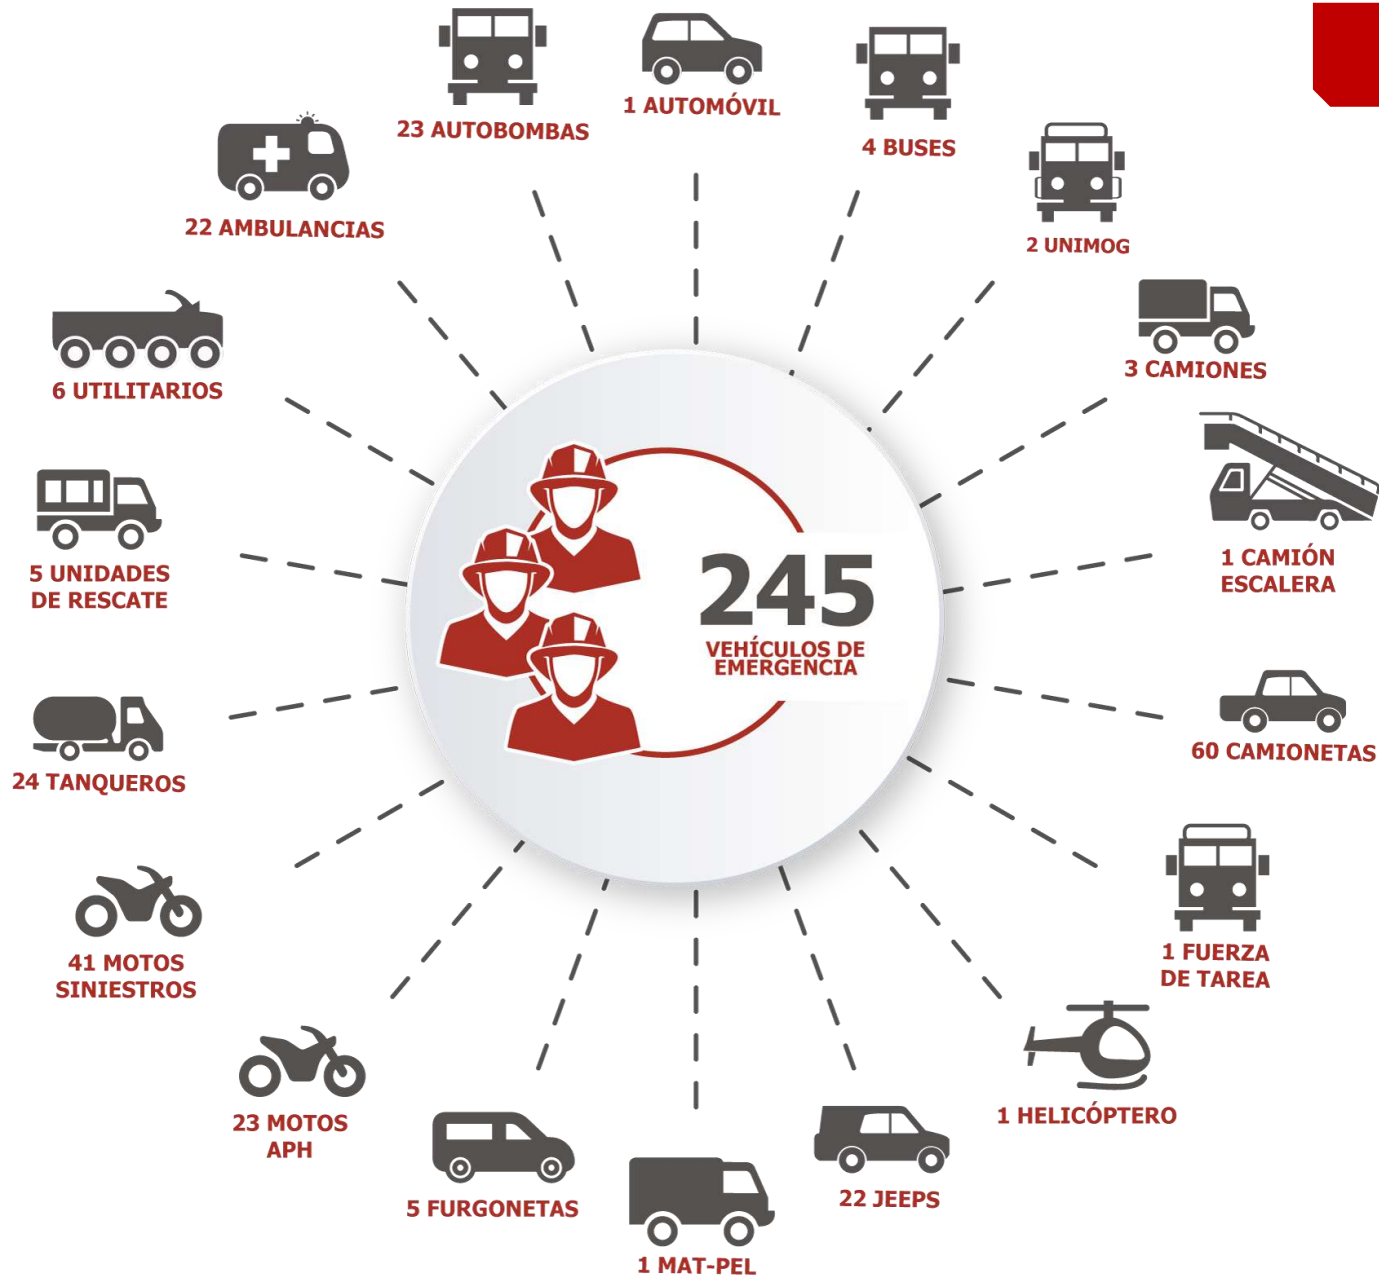 1 AUTOMÓVIL
4 BUSES
2 UNIMOG
3 CAMIONES
1 CAMIÓN
ESCALERA
60 CAMIONETAS
1 FUERZA
DE TAREA
1 HELICÓPTERO
22 JEEPS
1 MAT-PEL
5 FURGONETAS
23 MOTOS
APH
41 MOTOS
SINIESTROS
24 TANQUEROS
5 UNIDADES
DE RESCATE
6 UTILITARIOS
22 AMBULANCIAS
23 AUTOBOMBAS
245
VEHÍCULOS DE
EMERGENCIA